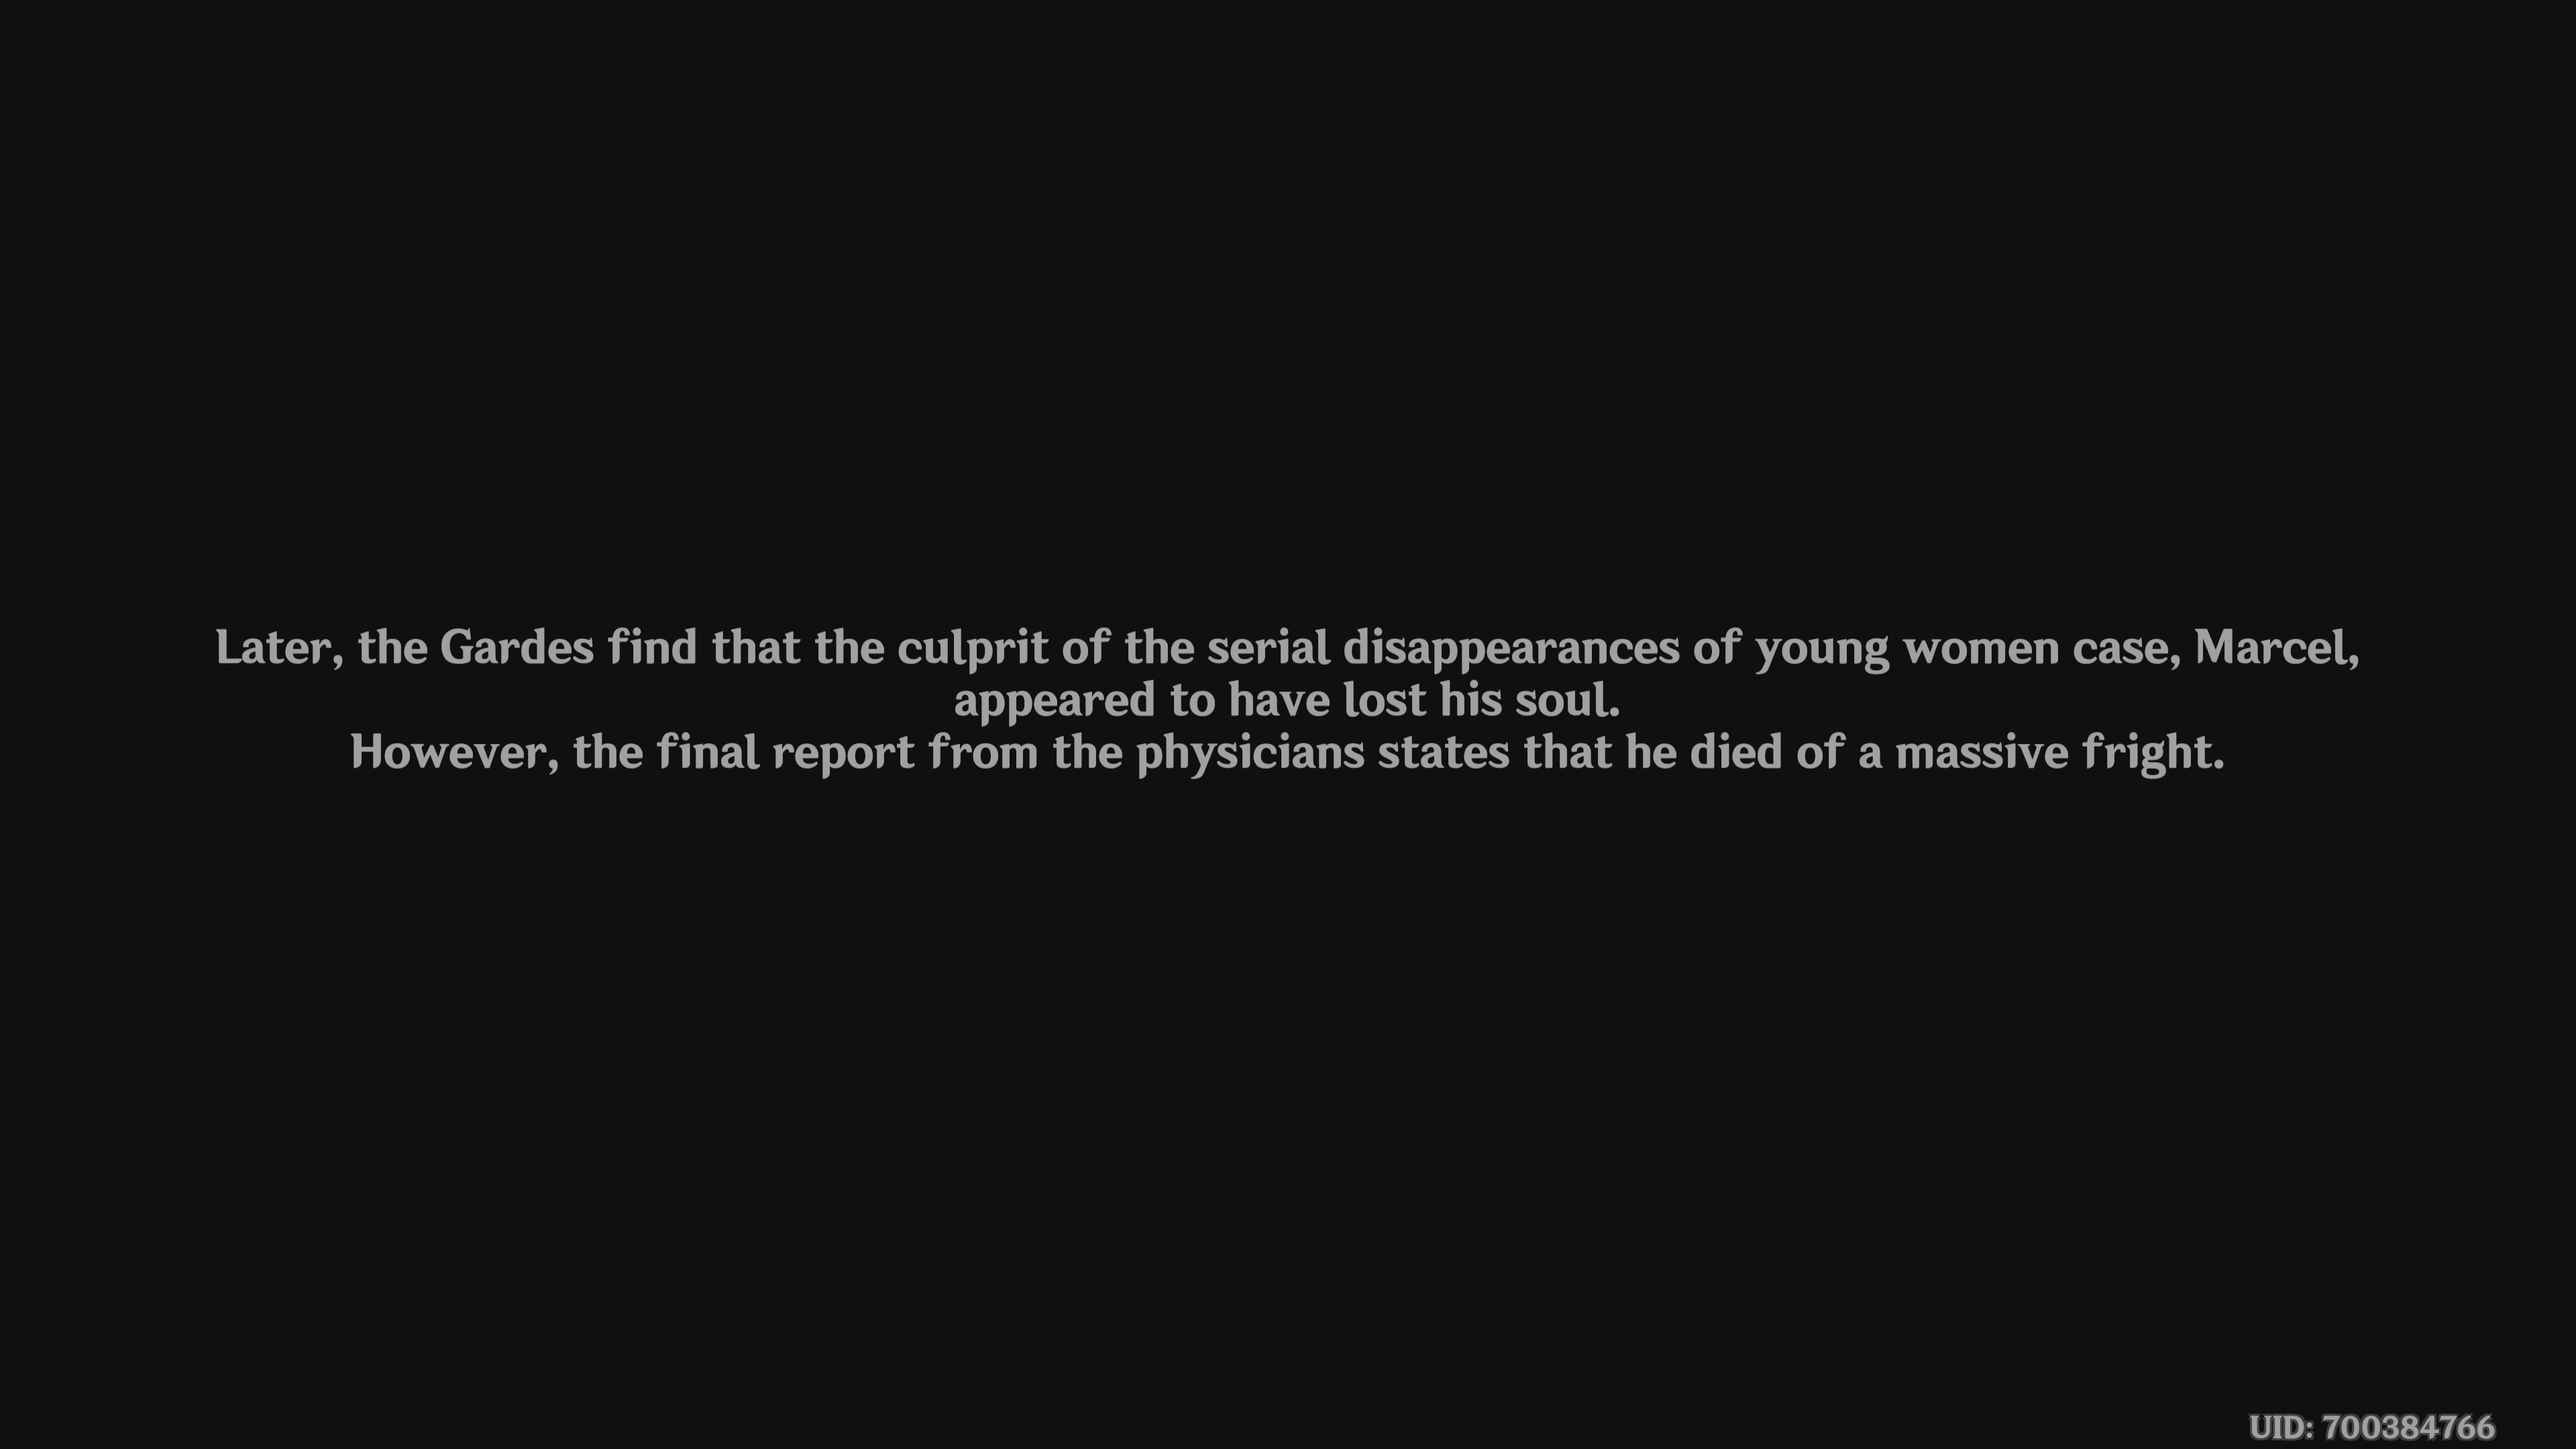 Later, the Gardes find that the culprit of the serial disappearances of young women case, Marcel,
appeared to have lost his soul.
However, the final report from the physicians states that he died of a massive fright.
UID: 700384766